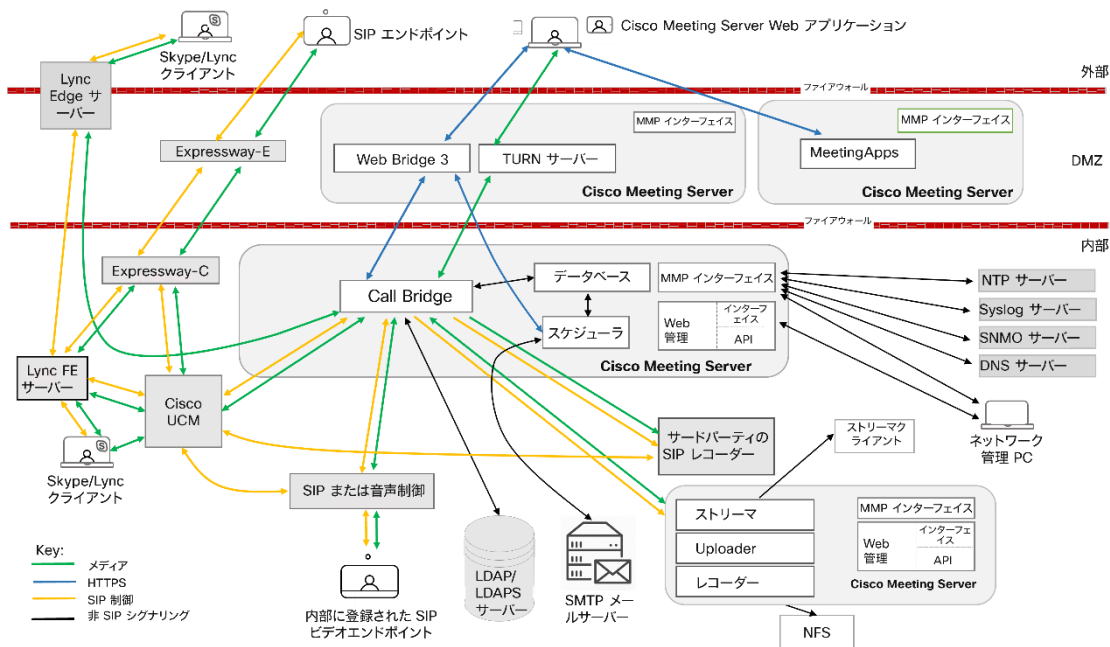 SIP エンドポイント
Cisco Meeting Server Web アプリケーション
S
Skype/Lync
クライアント
外部
Lync
Edge サ
ーバー
ファイアウォール
MMP インターフェイス
MMP インターフェイス
Expressway-E
Web Bridge 3
TURN サーバー
MeetingApps
DMZ
Cisco Meeting Server
Cisco Meeting Server
ファイアウォール
内部
Expressway-C
データベース
MMP インターフェイス
NTP サーバー
Call Bridge
Syslog サーバー
スケジューラ
Web
管理
インターフ
ェイス
API
SNMO サーバー
DNS サーバー
Cisco Meeting Server
Lync FE
サーバー
Cisco
UCM
サードパーティの
SIP レコーダー
ストリーマク
ライアント
ネットワーク
管理 PC
S
Skype/Lync
クライアント
SIP または音声制御
ストリーマ
Uploader
レコーダー
MMP インターフェイス
Web
管理
インターフェ
イス
API
Cisco Meeting Server
Key:
メディア
HTTPS
SIP 制御
非 SIP シグナリング
LDAP/
LDAPS
サーバー
SMTP メー
ルサーバー
内部に登録された SIP
ビデオエンドポイント
NFS